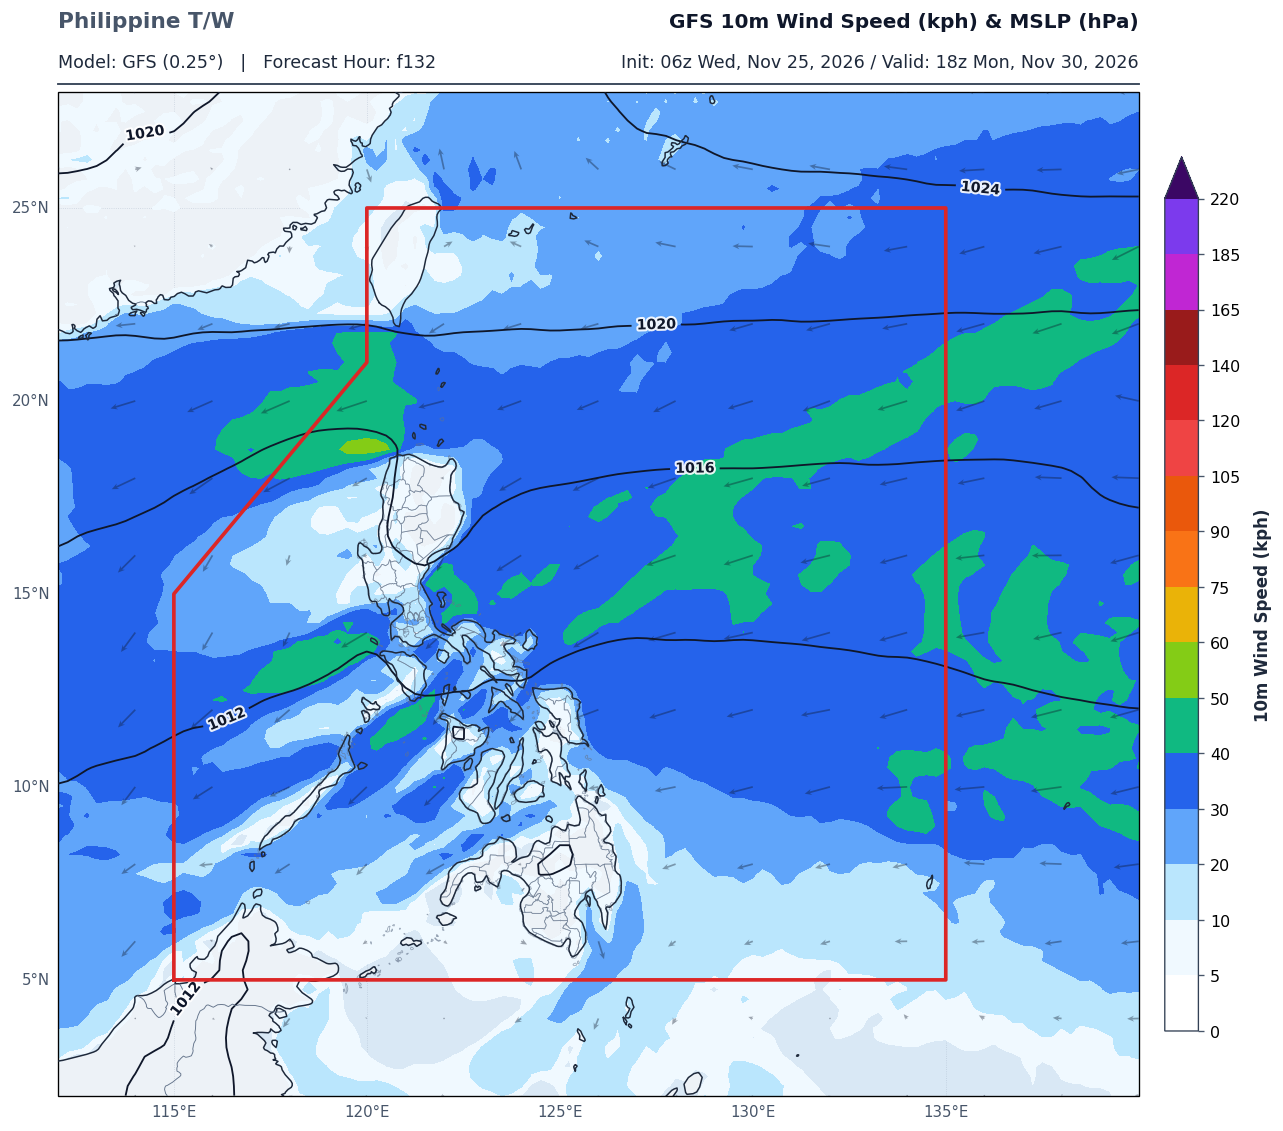 Philippine T/W
GFS 10m Wind Speed (kph) & MSLP (hPa)
Model: GFS (0.25°) | Forecast Hour: f132
Init: 06z Wed, Nov 25, 2026 / Valid: 18z Mon, Nov 30, 2026
1020
1024
1020
1016
1012
1012
25°N
20°N
15°N
10°N
5°N
115°E
120°E
125°E
130°E
135°E
220
185
165
140
120
105
90
75
60
50
40
30
20
10
5
0
10m Wind Speed (kph)